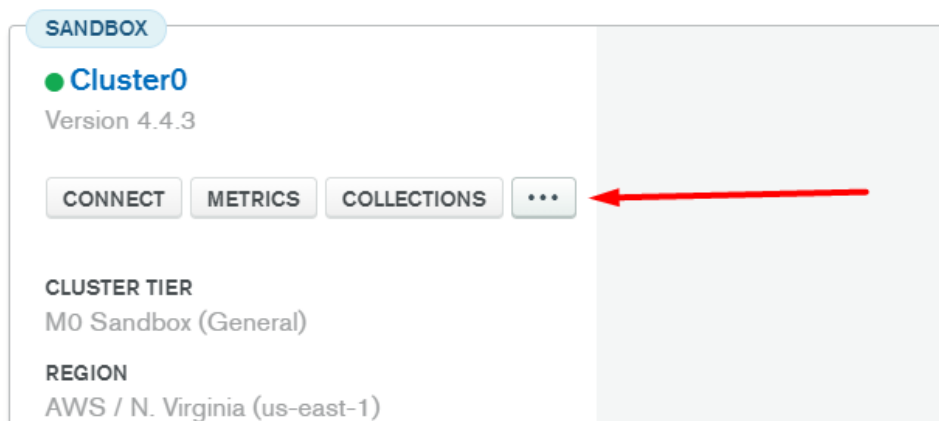 SANDBOX
Cluster0
Version 4.4.3
CONNECT METRICS COLLECTIONS ...
CLUSTER TIER
M0 Sandbox (General)
REGION
AWS / N. Virginia (us-east-1)